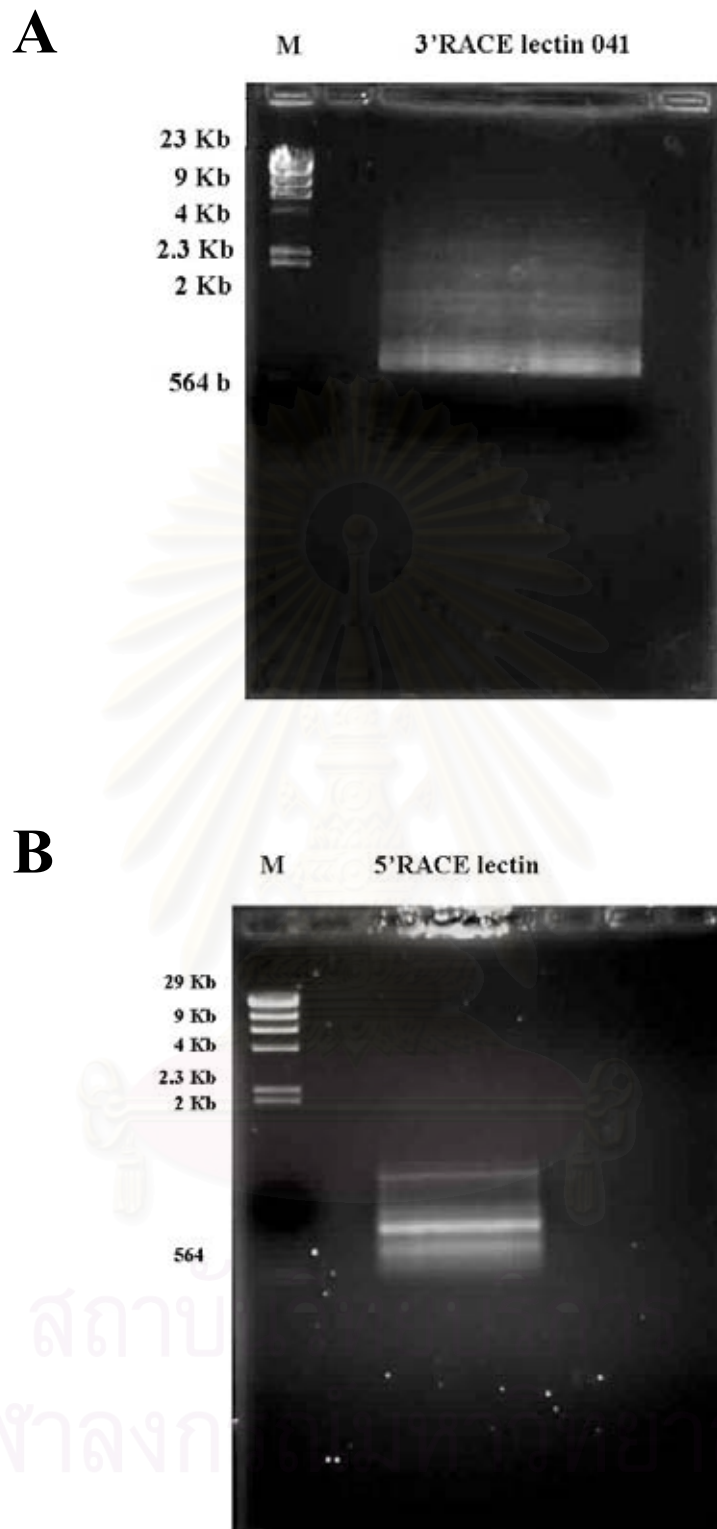 A
M 3'RACE lectin 041
23 Kb
9 Kb
4 Kb
2.3 Kb
2 Kb
564 b
B
M 5'RACE lectin
29 Kb
9 Kb
4 Kb
2.3 Kb
2 Kb
564